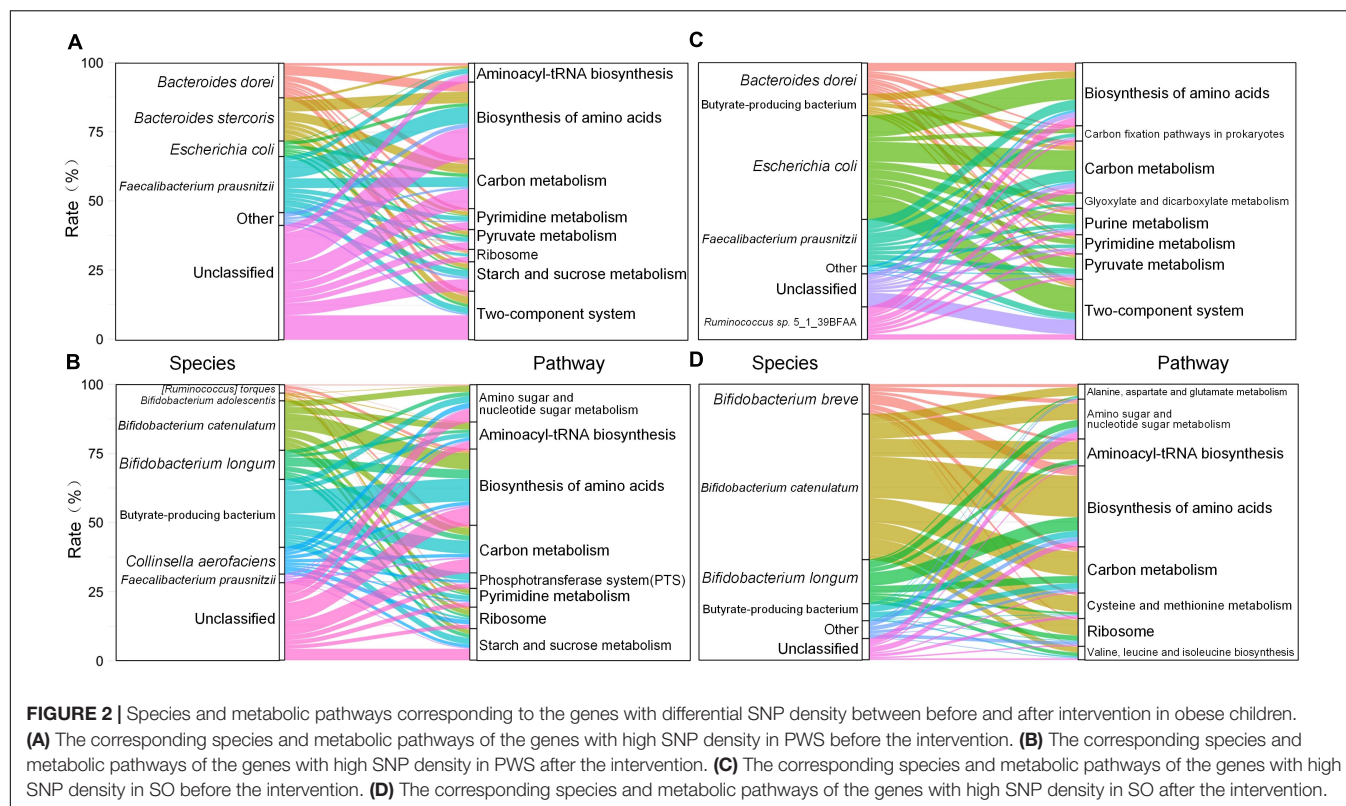 A
Rate (%)
100
75
50
25
0
Bacteroides dorei
Bacteroides stercoris
Escherichia coli
Faecalibacterium prausnitzii
Other
Unclassified
Aminoacyl-tRNA biosynthesis
Biosynthesis of amino acids
Carbon metabolism
Pyrimidine metabolism
Pyruvate metabolism
Ribosome
Starch and sucrose metabolism
Two-component system
Species
Pathway
B
Rate (%)
100
75
50
25
0
[Ruminococcus] torques
Bifidobacterium adolescentis
Bifidobacterium catenulatum
Bifidobacterium longum
Butyrate-producing bacterium
Collinsella aerofaciens
Faecalibacterium prausnitzii
Unclassified
Amino sugar and
nucleotide sugar metabolism
Aminoacyl-tRNA biosynthesis
Biosynthesis of amino acids
Carbon metabolism
Phosphotransferase system(PTS)
Pyrimidine metabolism
Ribosome
Starch and sucrose metabolism
C
Bacteroides dorei
Butyrate-producing bacterium
Escherichia coli
Faecalibacterium prausnitzii
Other
Unclassified
Ruminococcus sp. 5_1_39BFAA
Biosynthesis of amino acids
Carbon fixation pathways in prokaryotes
Carbon metabolism
Glyoxylate and dicarboxylate metabolism
Purine metabolism
Pyrimidine metabolism
Pyruvate metabolism
Two-component system
Species
Pathway
D
Bifidobacterium breve
Bifidobacterium catenulatum
Bifidobacterium longum
Butyrate-producing bacterium
Other
Unclassified
Alanine, aspartate and glutamate metabolism
Amino sugar and
nucleotide sugar metabolism
Aminoacyl-tRNA biosynthesis
Biosynthesis of amino acids
Carbon metabolism
Cysteine and methionine metabolism
Ribosome
Valine, leucine and isoleucine biosynthesis
FIGURE 2 | Species and metabolic pathways corresponding to the genes with differential SNP density between before and after intervention in obese children.
(A) The corresponding species and metabolic pathways of the genes with high SNP density in PWS before the intervention. (B) The corresponding species and
metabolic pathways of the genes with high SNP density in PWS after the intervention. (C) The corresponding species and metabolic pathways of the genes with high
SNP density in SO before the intervention. (D) The corresponding species and metabolic pathways of the genes with high SNP density in SO after the intervention.